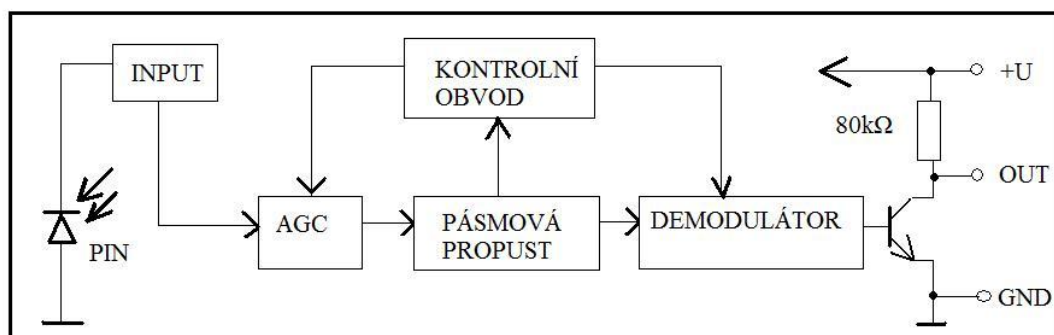 INPUT
KONTROLNÍ
OBVOD
+U
80kΩ
OUT
AGC
PÁSMOVÁ
PROPUST
DEMODULÁTOR
PIN
GND